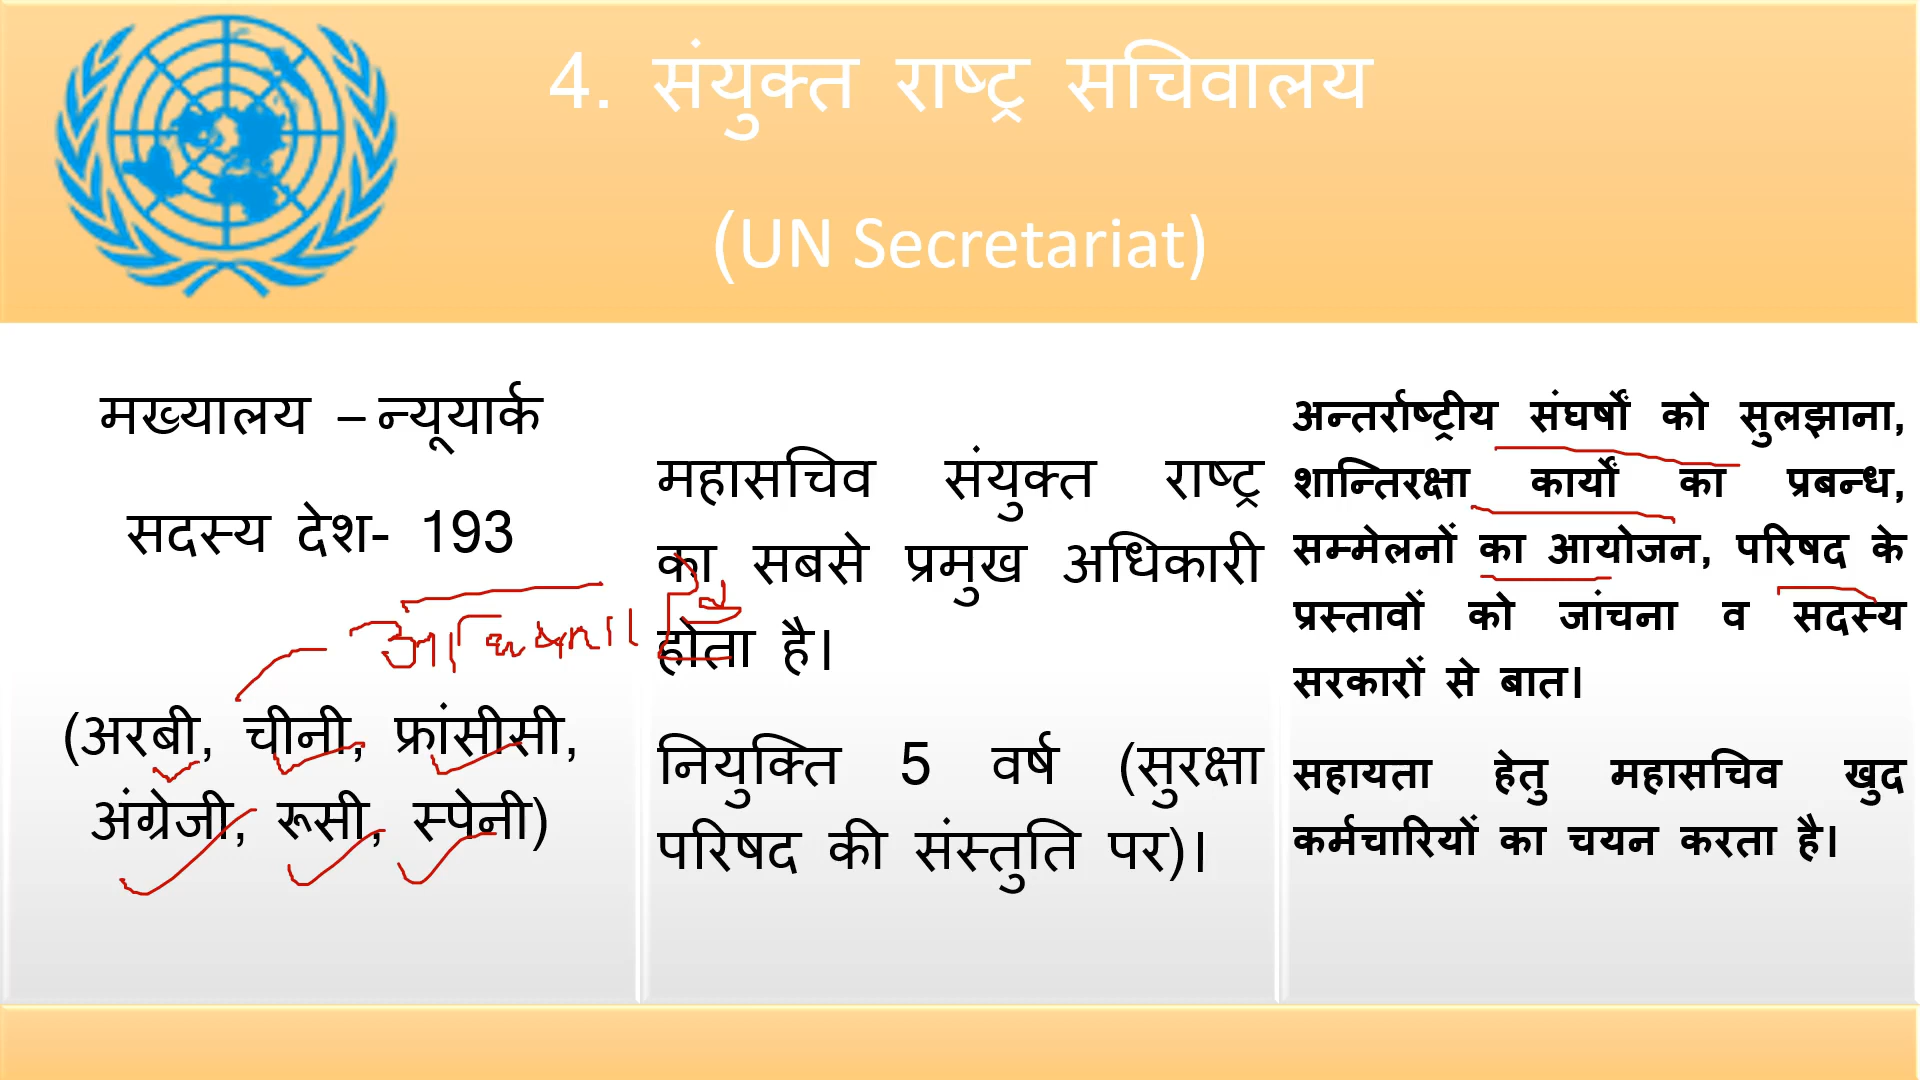 4. संयुक्त राष्ट्र सचिवालय
(UN Secretariat)
मख्यालय – न्यूयार्क
सदस्य देश- 193
(अरबी, चीनी, फ्रांसीसी,
अंग्रेजी, रूसी, स्पेनी)
महासचिव संयुक्त राष्ट्र
का सबसे प्रमुख अधिकारी
होता है।
नियुक्ति 5 वर्ष (सुरक्षा
परिषद की संस्तुति पर)।
अन्तर्राष्ट्रीय संघर्षों को सुलझाना,
शान्तिरक्षा कार्यों का प्रबन्ध,
सम्मेलनों का आयोजन, परिषद के
प्रस्तावों को जांचना व सदस्य
सरकारों से बात।
सहायता हेतु महासचिव खुद
कर्मचारियों का चयन करता है।